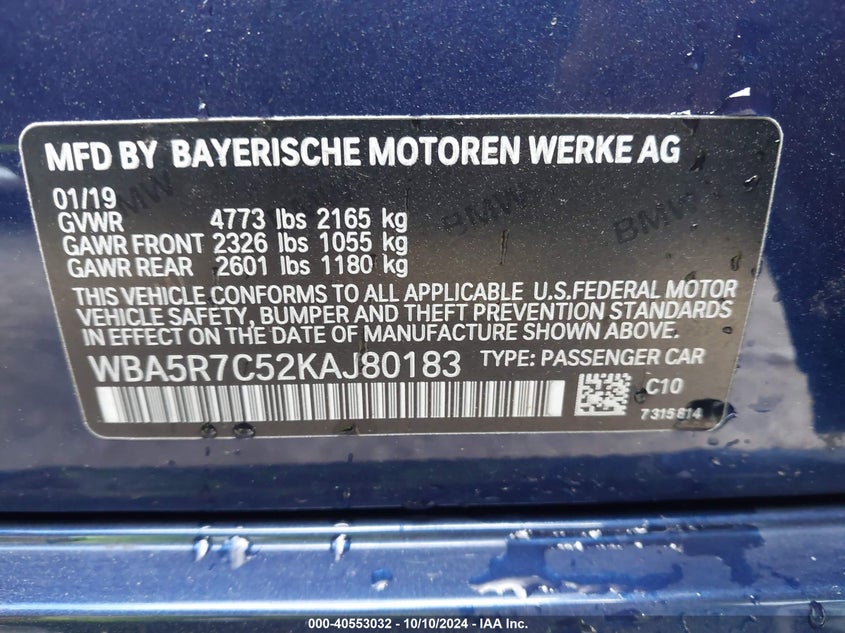 MFD BY BAYERISCHE MOTOREN WERKE AG
01/19
GVWR 4773 lbs 2165 kg
GAWR FRONT 2326 lbs 1055 kg
GAWR REAR 2601 lbs 1180 kg
THIS VEHICLE CONFORMS TO ALL APPLICABLE U.S.FEDERAL MOTOR
VEHICLE SAFETY, BUMPER AND THEFT PREVENTION STANDARDS
IN EFFECT ON THE DATE OF MANUFACTURE SHOWN ABOVE.
WBA5R7C52KAJ80183 TYPE: PASSENGER CAR
C10
7315814
BMW BMW BMW
000-40553032 - 10/10/2024 - IAA Inc.